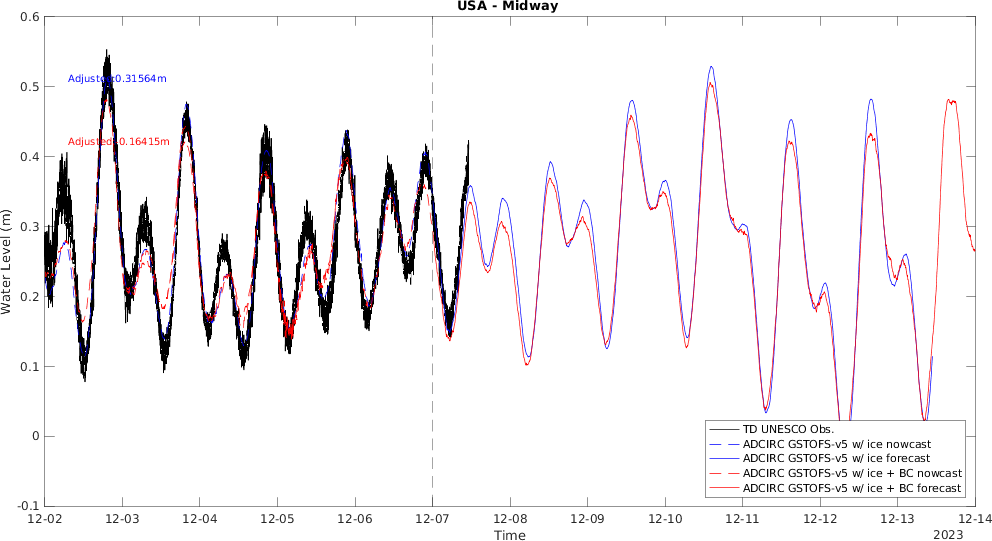 USA - Midway
0.6
0.5
0.4
0.3
0.2
0.1
0
-0.1
Water Level (m)
Adjusted:0.31564m
Adjusted:0.16415m
12-02
12-03
12-04
12-05
12-06
12-07
12-08
12-09
12-10
12-11
12-12
12-13
12-14
Time
2023
TD UNESCO Obs.
ADCIRC GSTOFS-v5 w/ ice nowcast
ADCIRC GSTOFS-v5 w/ ice forecast
ADCIRC GSTOFS-v5 w/ ice + BC nowcast
ADCIRC GSTOFS-v5 w/ ice + BC forecast